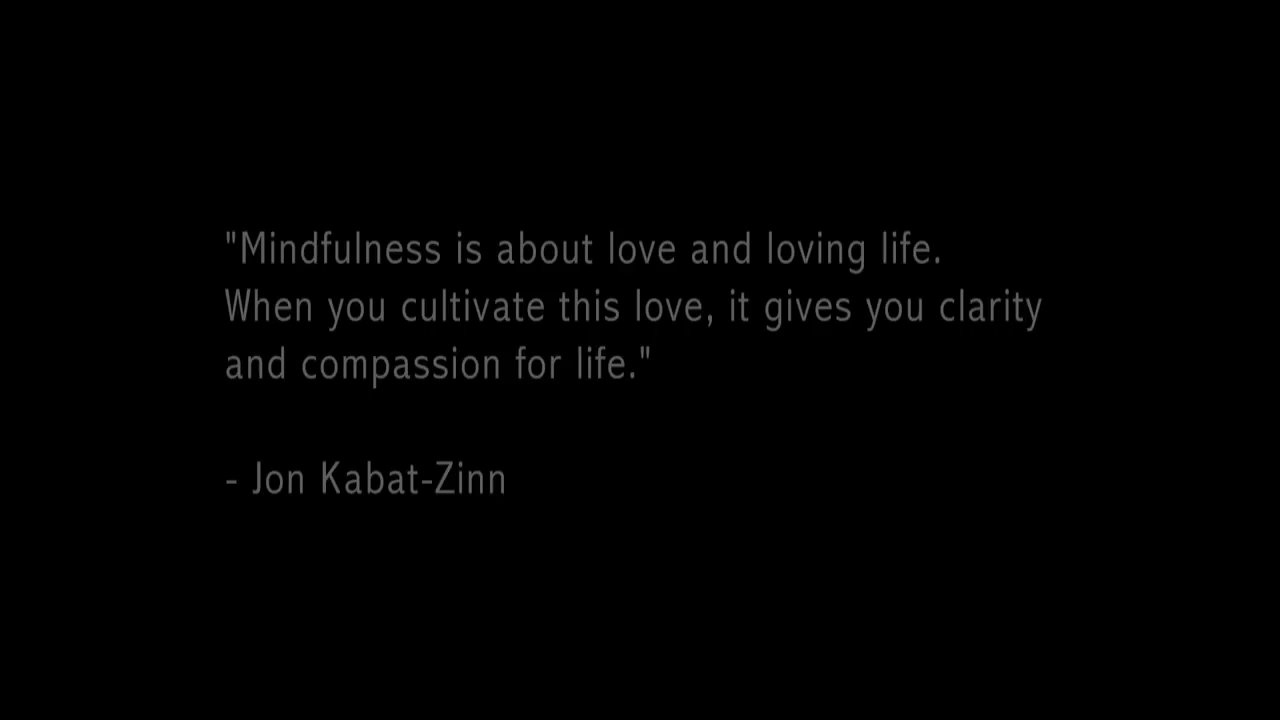 "Mindfulness is about love and loving life.
When you cultivate this love, it gives you clarity
and compassion for life."
- Jon Kabat-Zinn